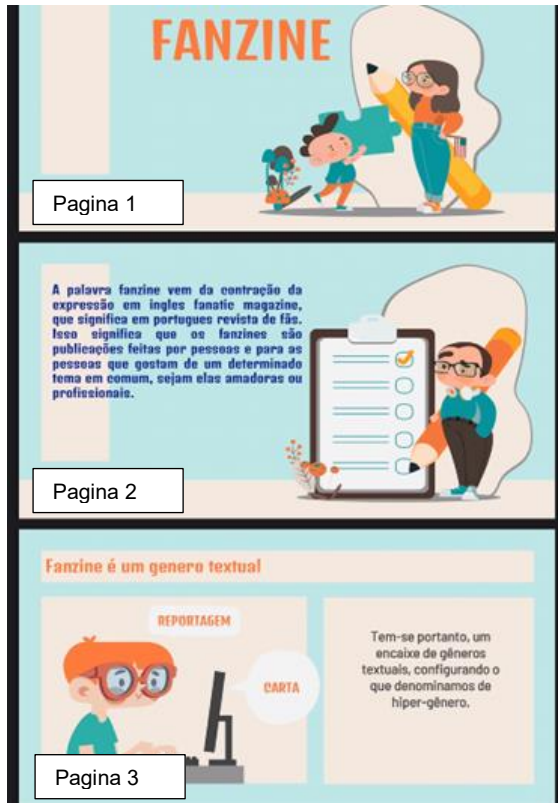 FANZINE
Pagina 1
A palavra fanzine vem da contração da
expressão em ingles fanatic magazine,
que significa em portugues revista de fãs.
Isso significa que os fanzines são
publicações feitas por pessoas e para as
pessoas que gostam de um determinado
tema em comum, sejam elas amadoras ou
profissionais.
Pagina 2
Fanzine é um genero textual
REPORTAGEM
CARTA
Tem-se portanto, um
encaixe de gêneros
textuais, configurando o
que denominamos de
hiper-gênero.
Pagina 3